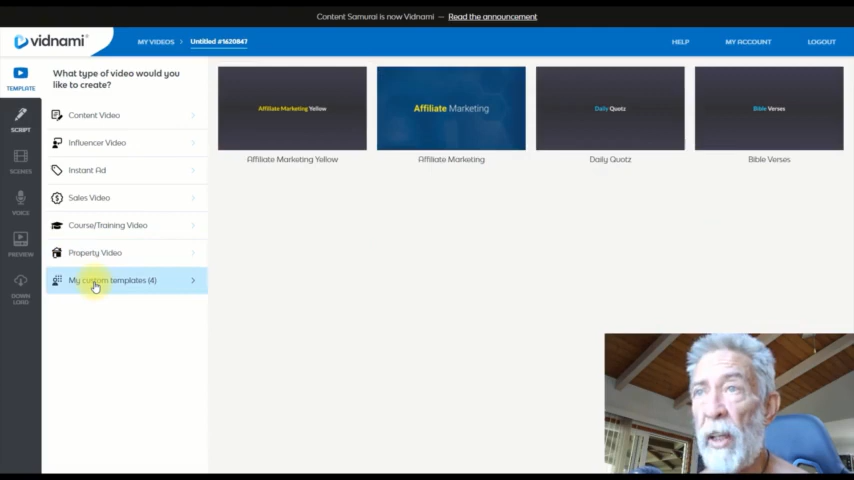 Content Samurai is now Vidnami — Read the announcement
vidnami
MY VIDEOS > Untitled #1620847
HELP
MY ACCOUNT
LOGOUT
TEMPLATE
SCRIPT
SCENES
VOICE
PREVIEW
DOWN
LOAD
What type of video would you
like to create?
Content Video
Influencer Video
Instant Ad
Sales Video
Course/Training Video
Property Video
My custom templates (4)
Affiliate Marketing Yellow
Affiliate Marketing
Daily Quotz
Bible Verses
Affiliate Marketing Yellow
Affiliate Marketing
Daily Quotz
Bible Verses